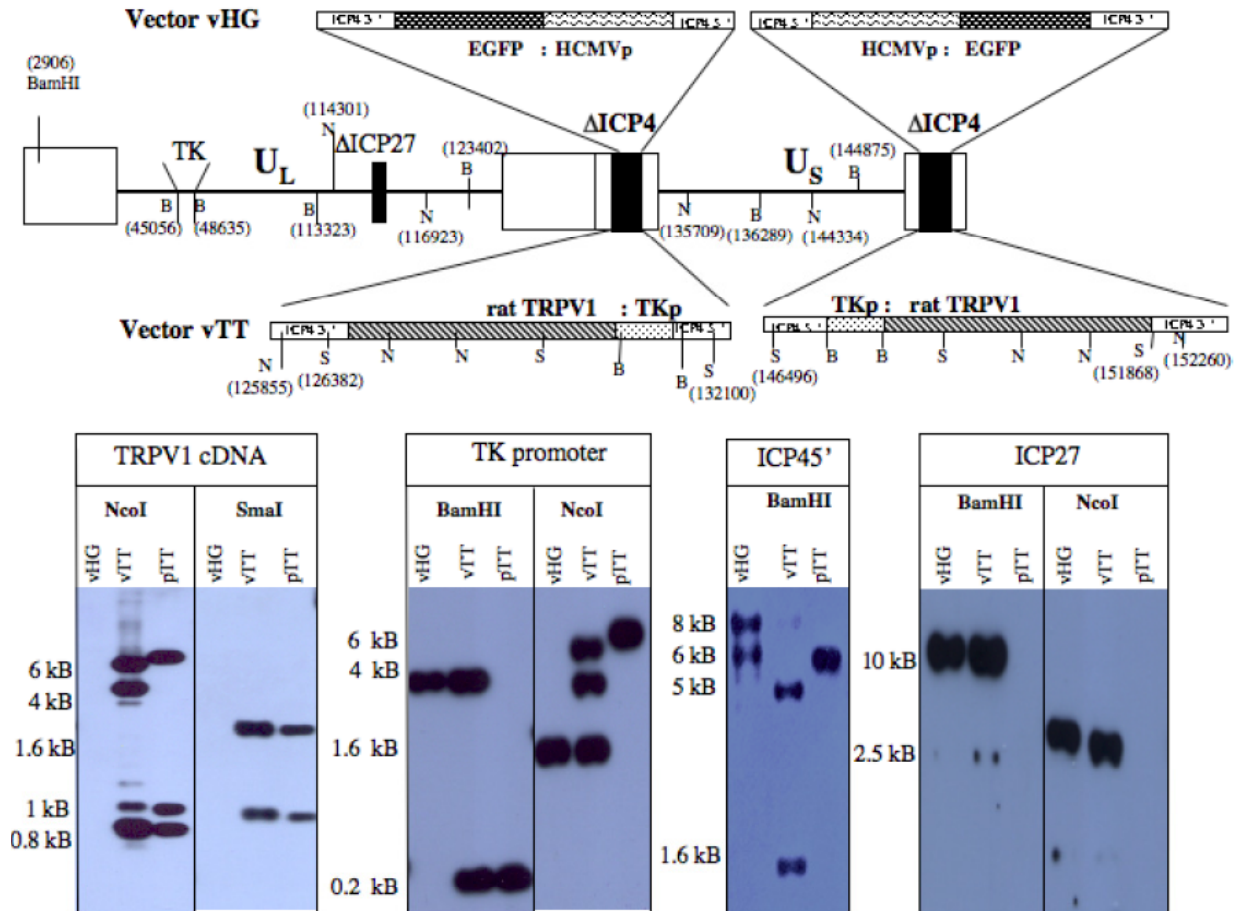 Vector vHG
ICP4 3' ICP4 5' ICP4 5' ICP4 3'
EGFP : HCMVp HCMVp : EGFP
(2906)
BamHI
(114301)
N
ΔICP4 ΔICP4
TK UL ΔICP27 (123402) US (144875)
B B
B B B N N B N
(45056) (48635) (113323) (116923) (135709) (136289) (144334)
rat TRPV1 : TKp TKp : rat TRPV1
Vector vTT
ICP4 3' ICP4 5' ICP4 5' ICP4 3'
N S N N S B B S S B B S N N S N
(125855) (126382) (132100) (146496) (151868) (152260)
TRPV1 cDNA
NcoI SmaI
vHG vTT pTT vHG vTT pTT
6 kB
4 kB
1.6 kB
1 kB
0.8 kB
TK promoter
BamHI NcoI
vHG vTT pTT vHG vTT pTT
6 kB
4 kB
1.6 kB
0.2 kB
ICP45'
BamHI
vHG vTT pTT
8 kB
6 kB
5 kB
1.6 kB
ICP27
BamHI NcoI
vHG vTT pTT vHG vTT pTT
10 kB
2.5 kB